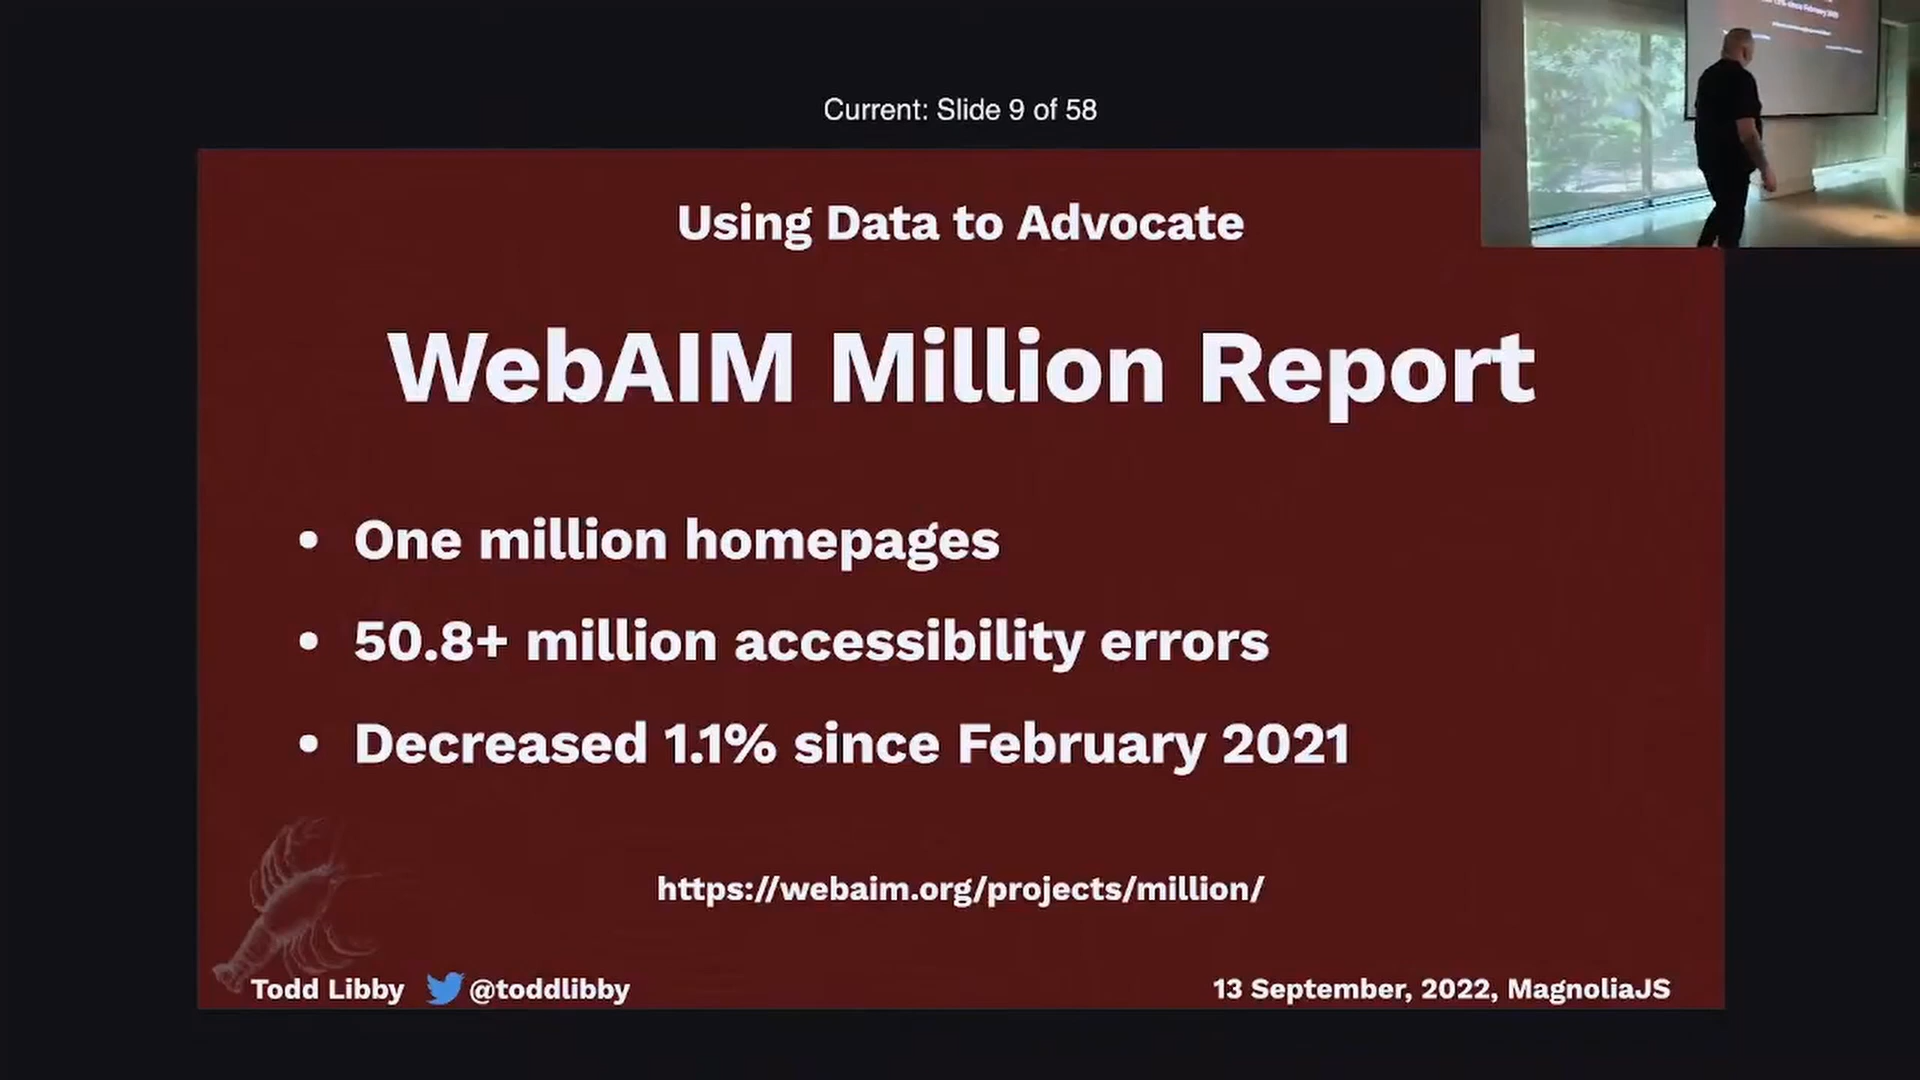 Current: Slide 9 of 58
Using Data to Advocate
WebAIM Million Report
• One million homepages
• 50.8+ million accessibility errors
• Decreased 1.1% since February 2021
https://webaim.org/projects/million/
Todd Libby @toddlibby
13 September, 2022, MagnoliaJS